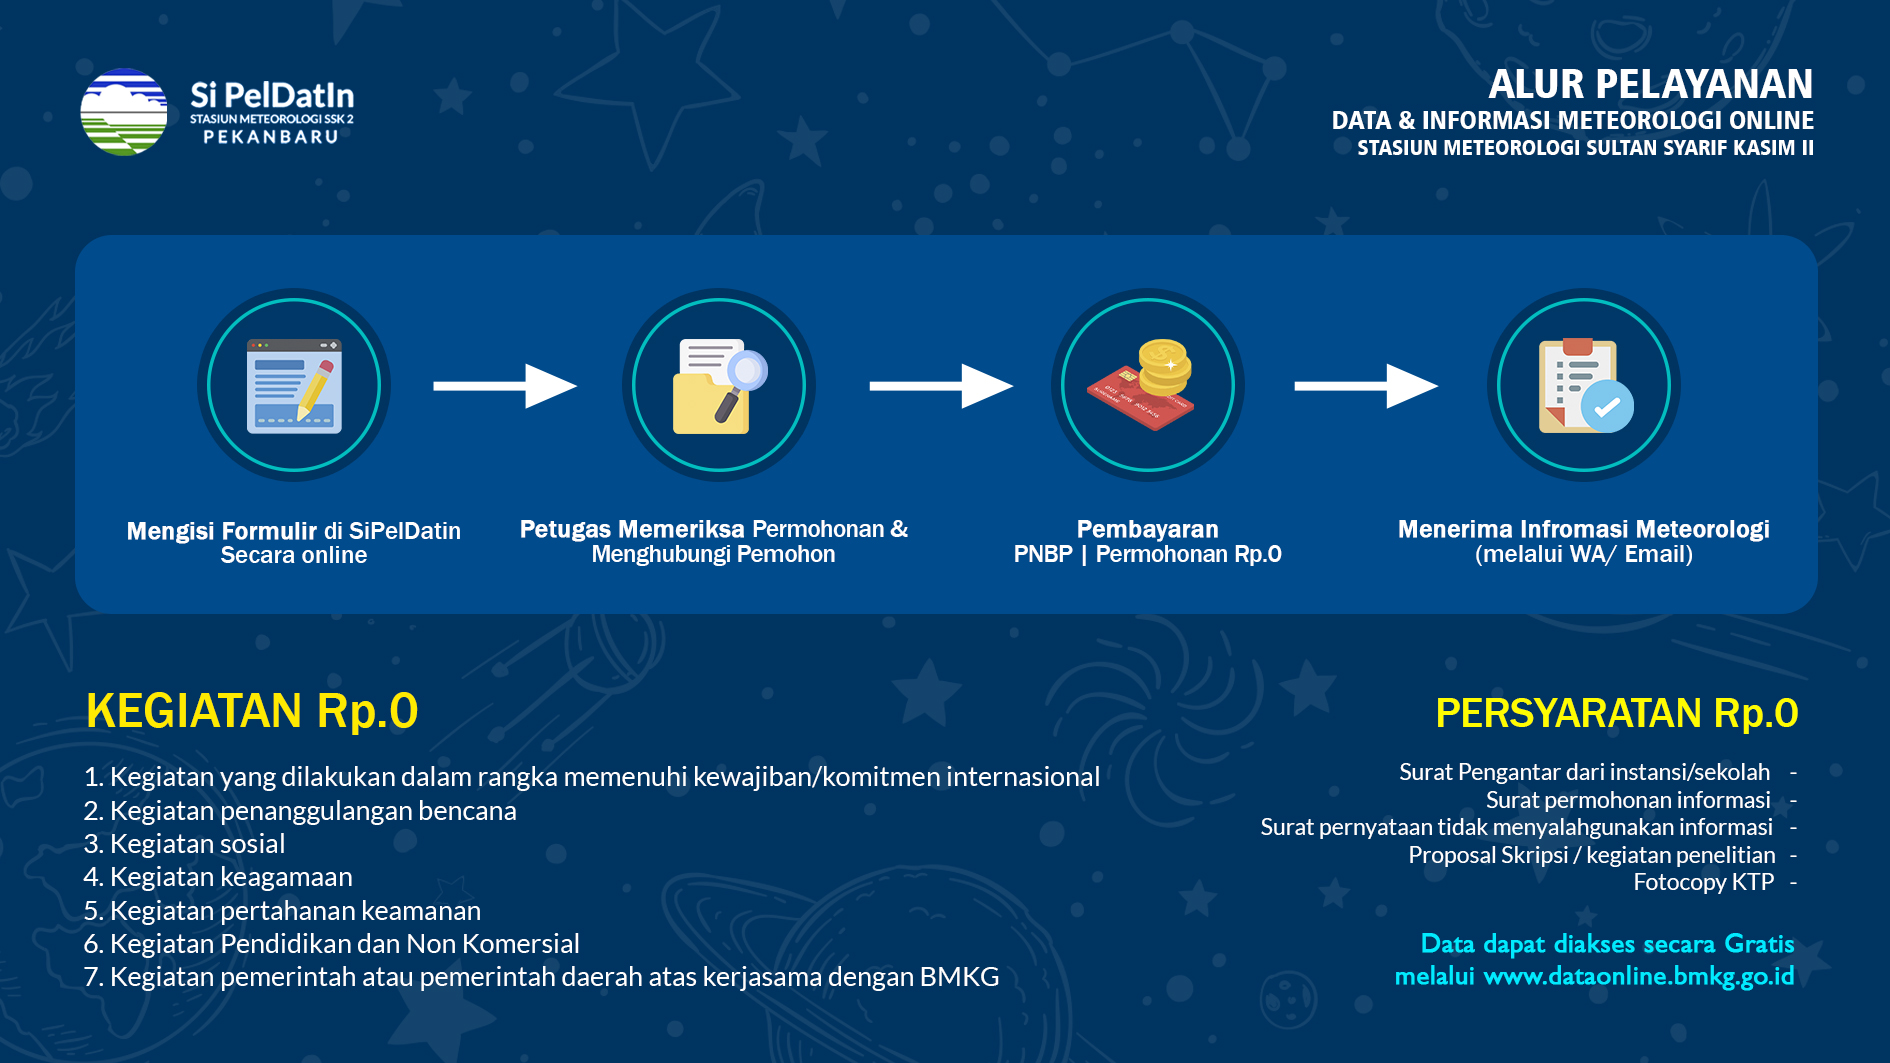 Si PelDatIn
STASIUN METEOROLOGI SSK 2
PEKANBARU
ALUR PELAYANAN
DATA & INFORMASI METEOROLOGI ONLINE
STASIUN METEOROLOGI SULTAN SYARIF KASIM II
Mengisi Formulir di SiPelDatin
Secara online
Petugas Memeriksa Permohonan &
Menghubungi Pemohon
Pembayaran
PNBP | Permohonan Rp.0
Menerima Infromasi Meteorologi
(melalui WA/ Email)
KEGIATAN Rp.0
1. Kegiatan yang dilakukan dalam rangka memenuhi kewajiban/komitmen internasional
2. Kegiatan penanggulangan bencana
3. Kegiatan sosial
4. Kegiatan keagamaan
5. Kegiatan pertahanan keamanan
6. Kegiatan Pendidikan dan Non Komersial
7. Kegiatan pemerintah atau pemerintah daerah atas kerjasama dengan BMKG
PERSYARATAN Rp.0
Surat Pengantar dari instansi/sekolah -
Surat permohonan informasi -
Surat pernyataan tidak menyalahgunakan informasi -
Proposal Skripsi / kegiatan penelitian -
Fotocopy KTP -
Data dapat diakses secara Gratis
melalui www.dataonline.bmkg.go.id